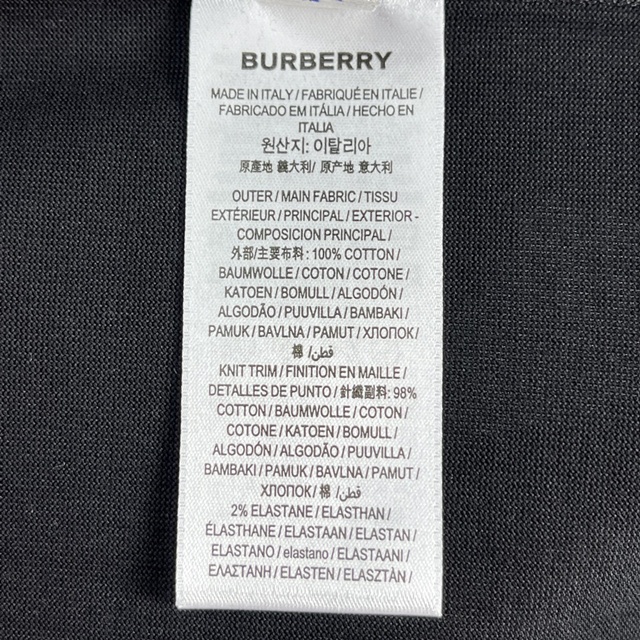 BURBERRY
MADE IN ITALY / FABRIQUÉ EN ITALIE /
FABRICADO EM ITÁLIA / HECHO EN
ITALIA
원산지: 이탈리아
原產地 義大利/ 原产地 意大利
OUTER / MAIN FABRIC / TISSU
EXTÉRIEUR / PRINCIPAL / EXTERIOR -
COMPOSICION PRINCIPAL /
外部/主要布料 : 100% COTTON /
BAUMWOLLE / COTON / COTONE /
KATOEN / BOMULL / ALGODÓN /
ALGODÃO / PUUVILLA / BAMBAKI /
PAMUK / BAVLNA / PAMUT / ХЛОПОК /
棉 /قطن /
KNIT TRIM / FINITION EN MAILLE /
DETALLES DE PUNTO / 針織副料: 98%
COTTON / BAUMWOLLE / COTON /
COTONE / KATOEN / BOMULL /
ALGODÓN / ALGODÃO / PUUVILLA /
BAMBAKI / PAMUK / BAVLNA / PAMUT /
ХЛОПОК / 棉 /قطن /
2% ELASTANE / ELASTHAN /
ÉLASTHANE / ELASTAAN / ELASTAN /
ELASTANO / elastano / ELASTAANI /
ΕΛΑΣΤΑΝΗ / ELASTEN / ELASZTÁN /